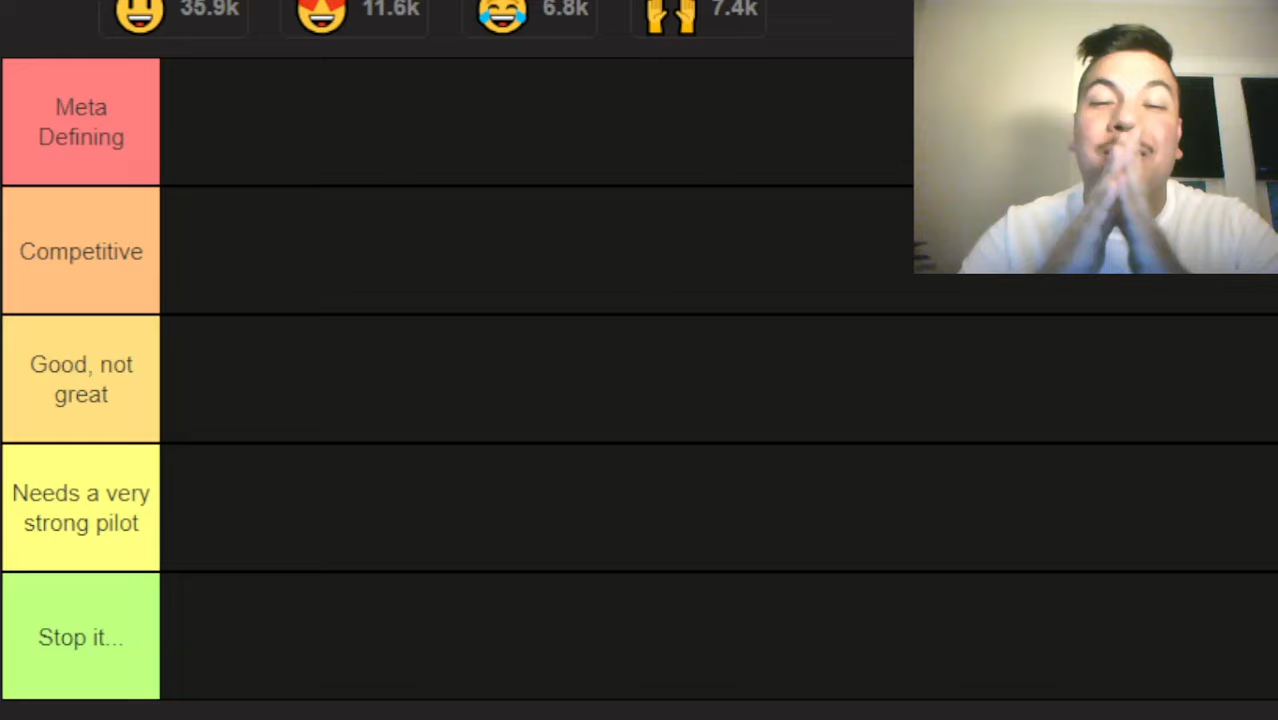 35.9k 11.6k 6.8k 7.4k
Meta
Defining
Competitive
Good, not
great
Needs a very
strong pilot
Stop it...